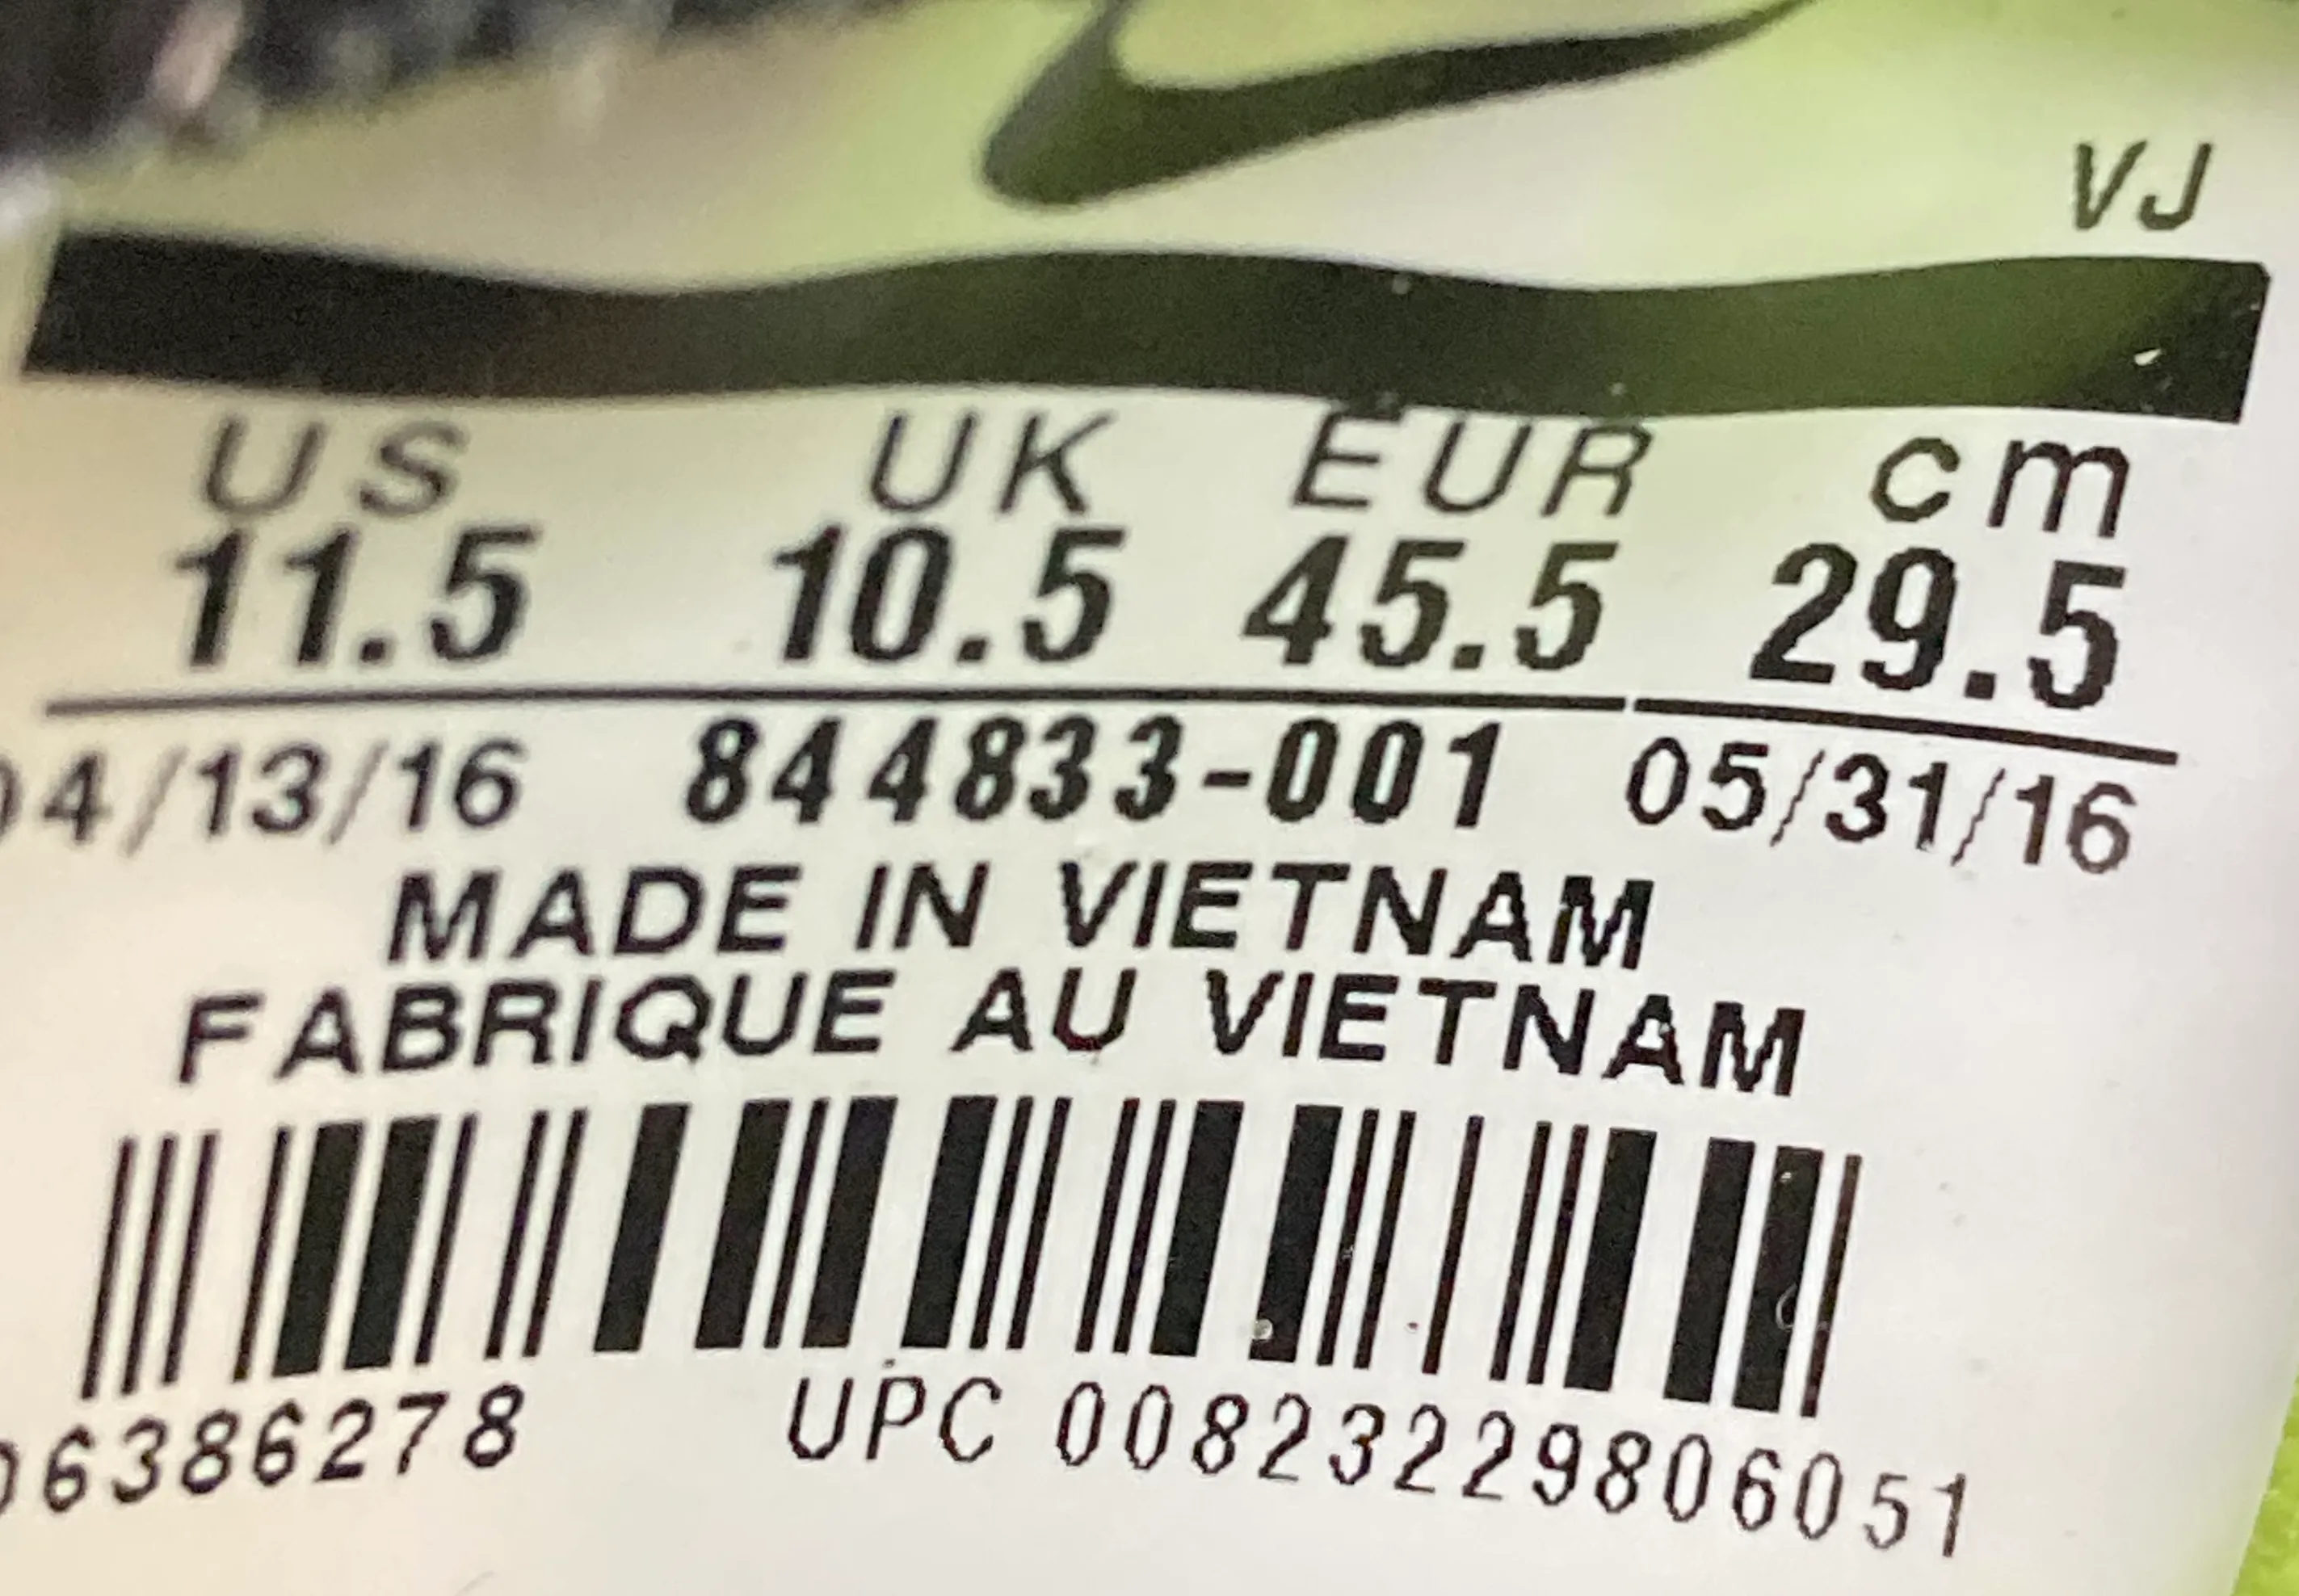 VJ
US UK EUR cm
11.5 10.5 45.5 29.5
04/13/16 844833-001 05/31/16
MADE IN VIETNAM
FABRIQUE AU VIETNAM
06386278 UPC 00823229806051